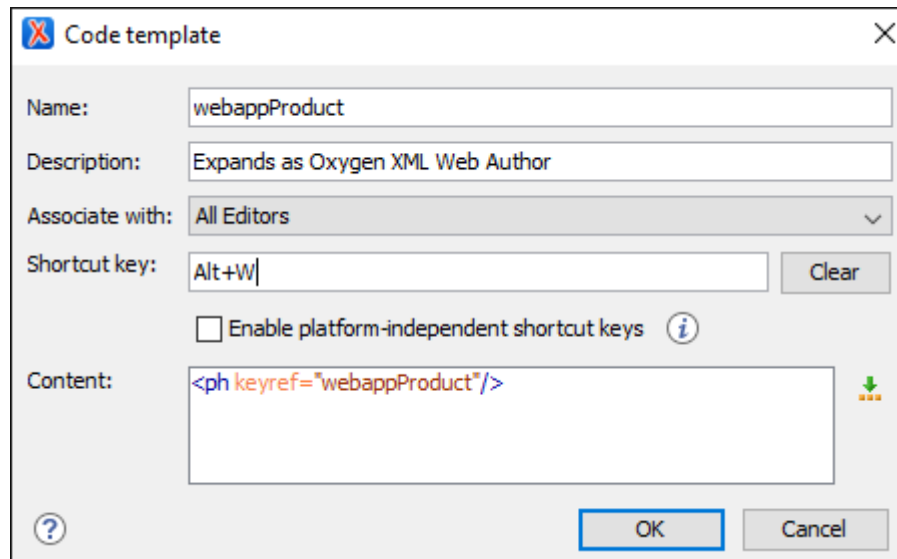 Code template
Name: webappProduct
Description: Expands as Oxygen XML Web Author
Associate with: All Editors
Shortcut key: Alt+W Clear
Enable platform-independent shortcut keys i
Content: <ph keyref="webappProduct"/>
? OK Cancel